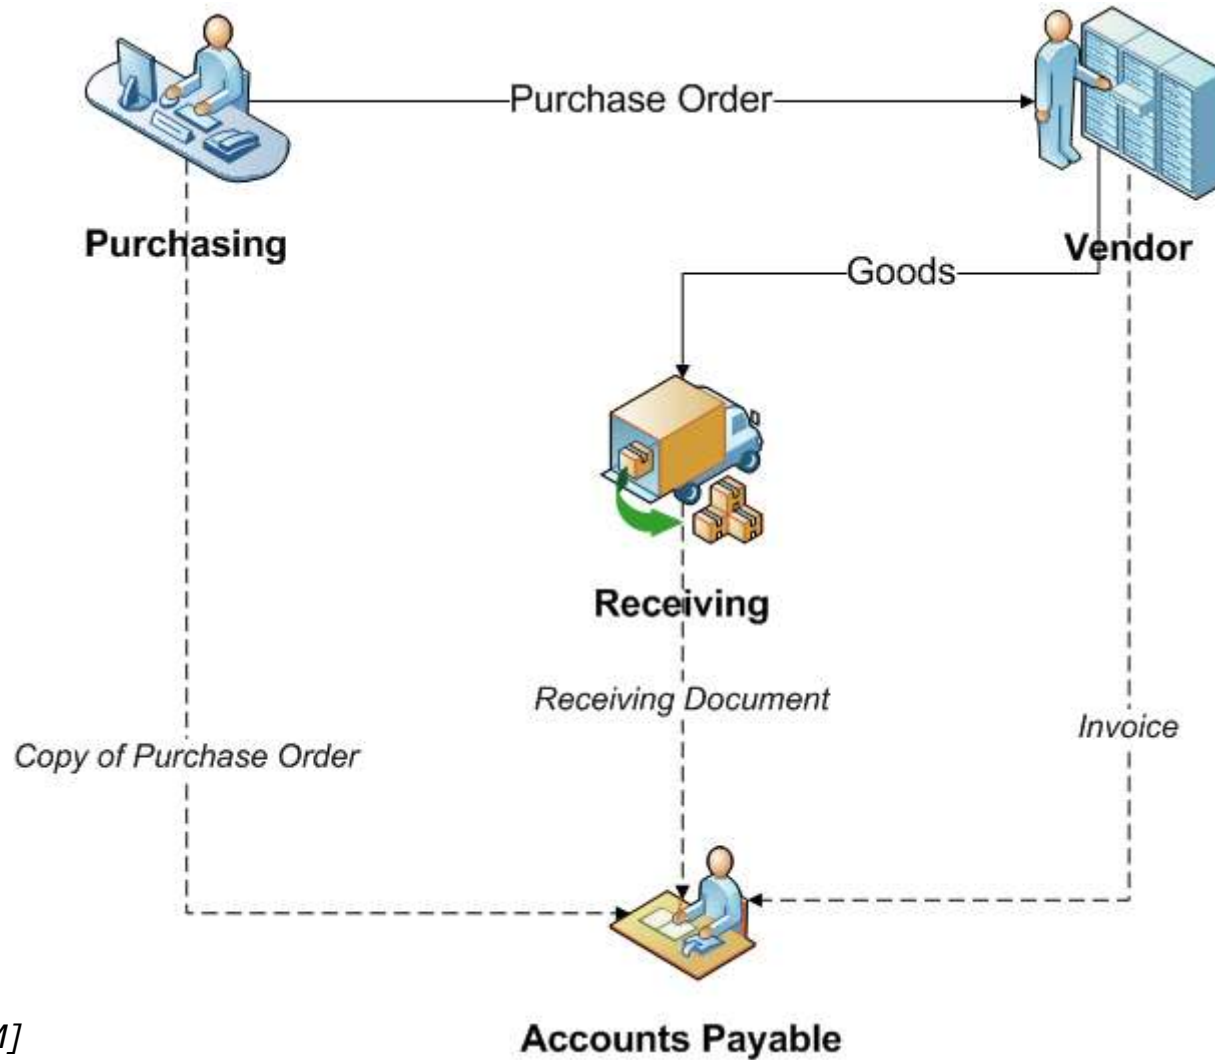 Purchase Order
Purchasing
Vendor
Goods
Receiving
Receiving Document
Invoice
Copy of Purchase Order
Accounts Payable